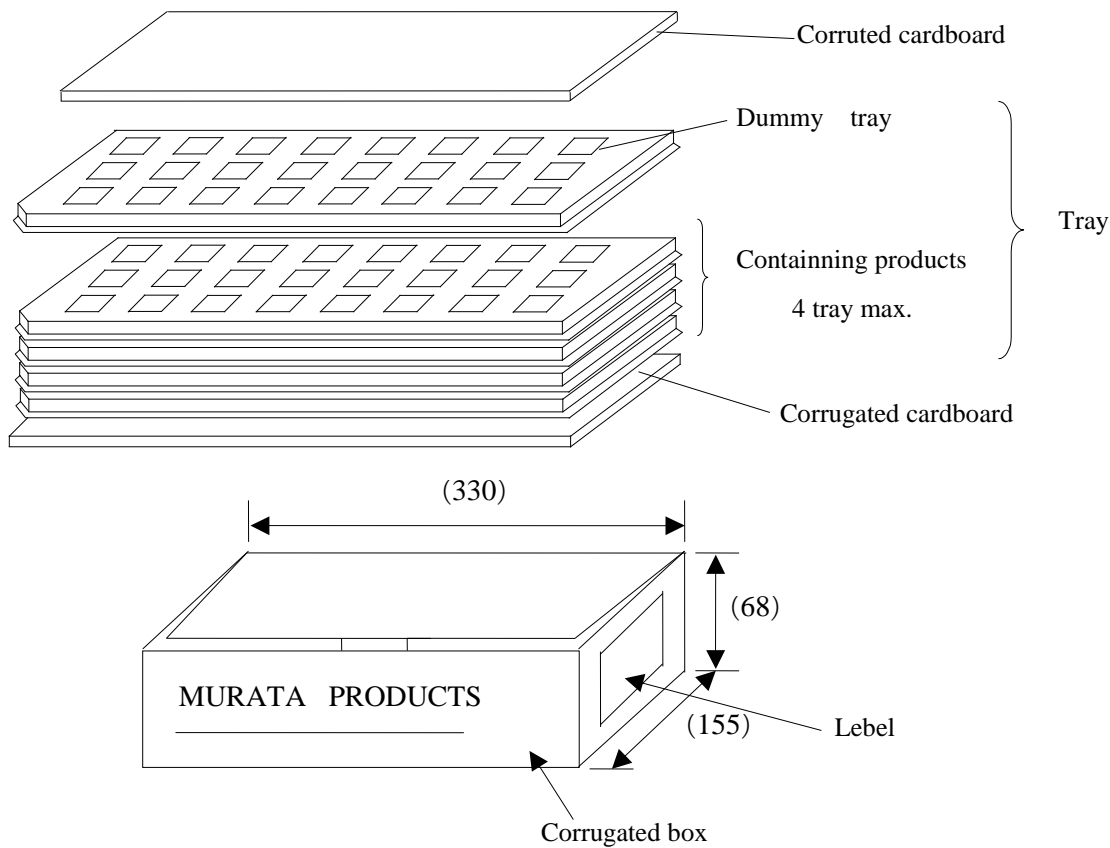 Corruted cardboard
Dummy tray
Tray
Containning products
4 tray max.
Corrugated cardboard
(330)
(68)
MURATA PRODUCTS
(155)
Lebel
Corrugated box